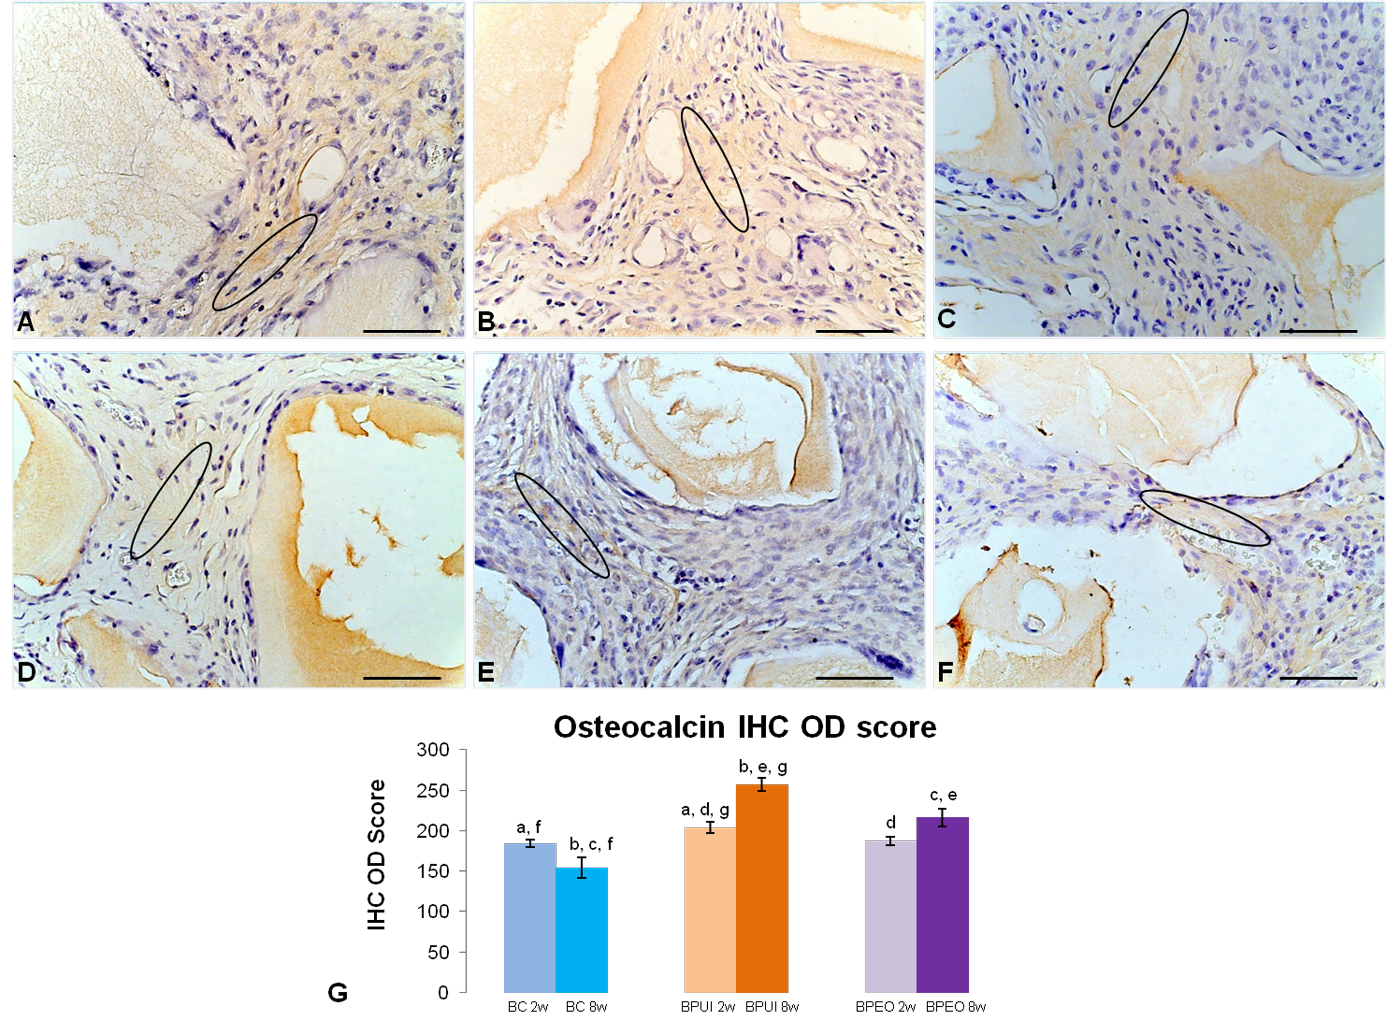 A
B
C
D
E
F
Osteocalcin IHC OD score
IHC OD Score
300
250
200
150
100
50
0
a, f
b, c, f
a, d, g
b, e, g
d
c, e
BC 2w BC 8w BPUI 2w BPUI 8w BPEO 2w BPEO 8w
G